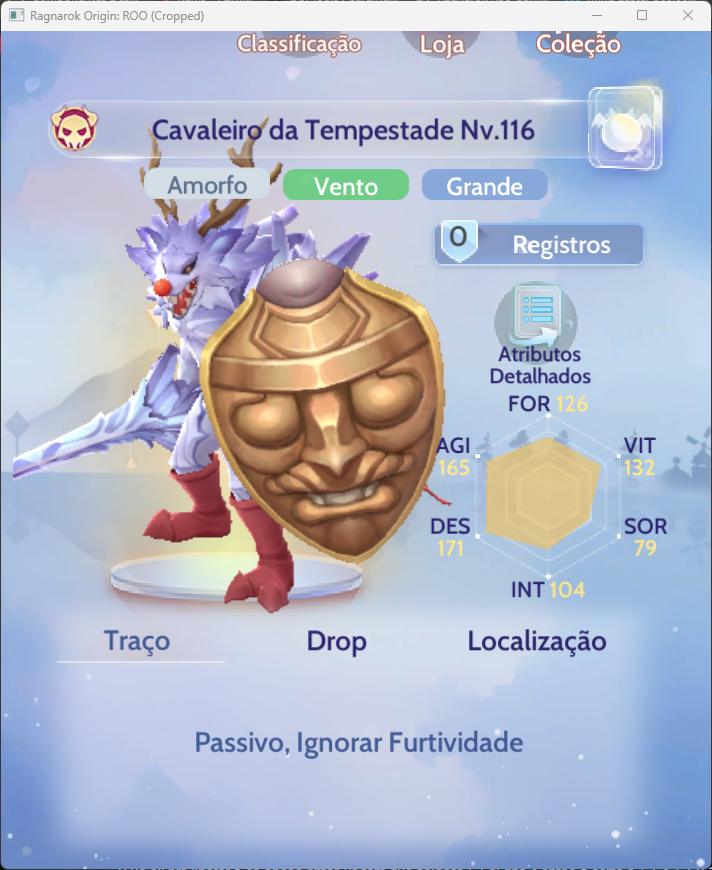 Ragnarok Origin: ROO (Cropped)
Classificação
Loja
Coleção
Cavaleiro da Tempestade Nv.116
Amorfo
Vento
Grande
0
Registros
Atributos
Detalhados
FOR 126
AGI
165
VIT
132
DES
171
SOR
79
INT 104
Traço
Drop
Localização
Passivo, Ignorar Furtividade